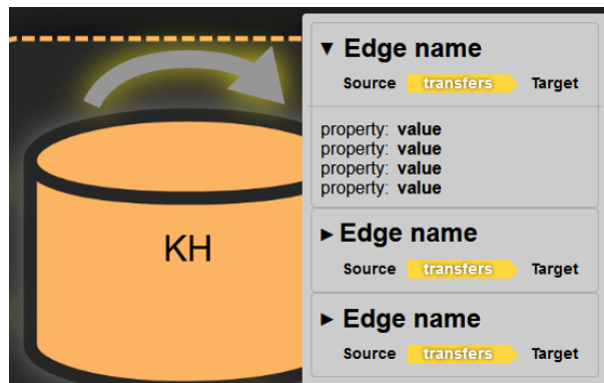 KH
Edge name
Source transfers Target
property: value
property: value
property: value
property: value
Edge name
Source transfers Target
Edge name
Source transfers Target